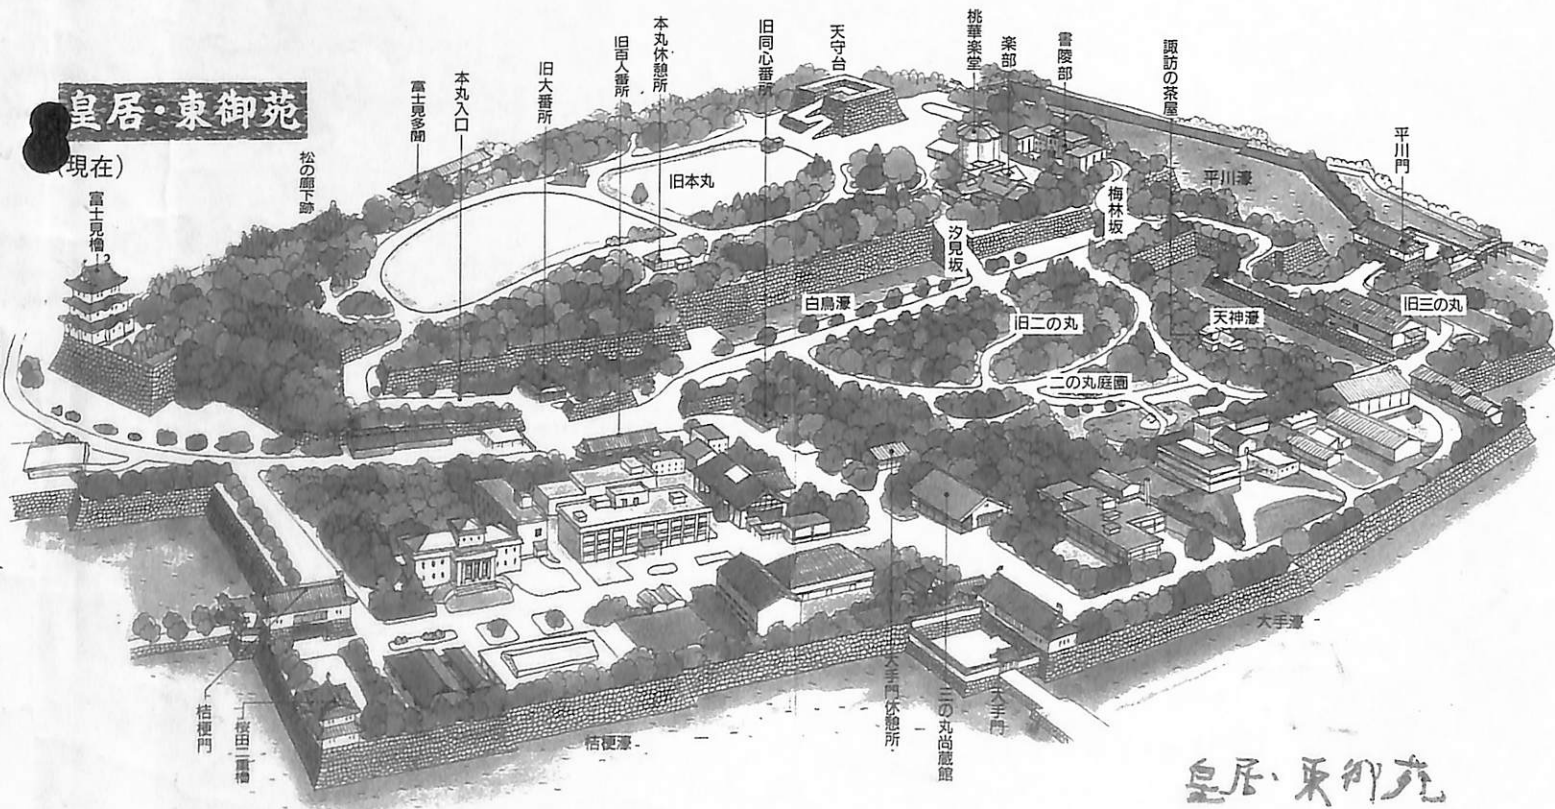 皇居・東御苑
(現在)
富士見櫓
松の廊下跡
富士見多聞
本丸入口
旧大番所
旧百人番所
本丸休憩所
旧同心番所
天守台
桃華楽堂
楽部
書陵部
諏訪の茶屋
平川門
平川濠
梅林坂
汐見坂
旧本丸
白鳥濠
旧二の丸
天神濠
旧三の丸
二の丸庭園
桔梗門
桜田二重櫓
桔梗濠
大手門休憩所
三の丸尚蔵館
大手門
大手濠
皇居・東御苑